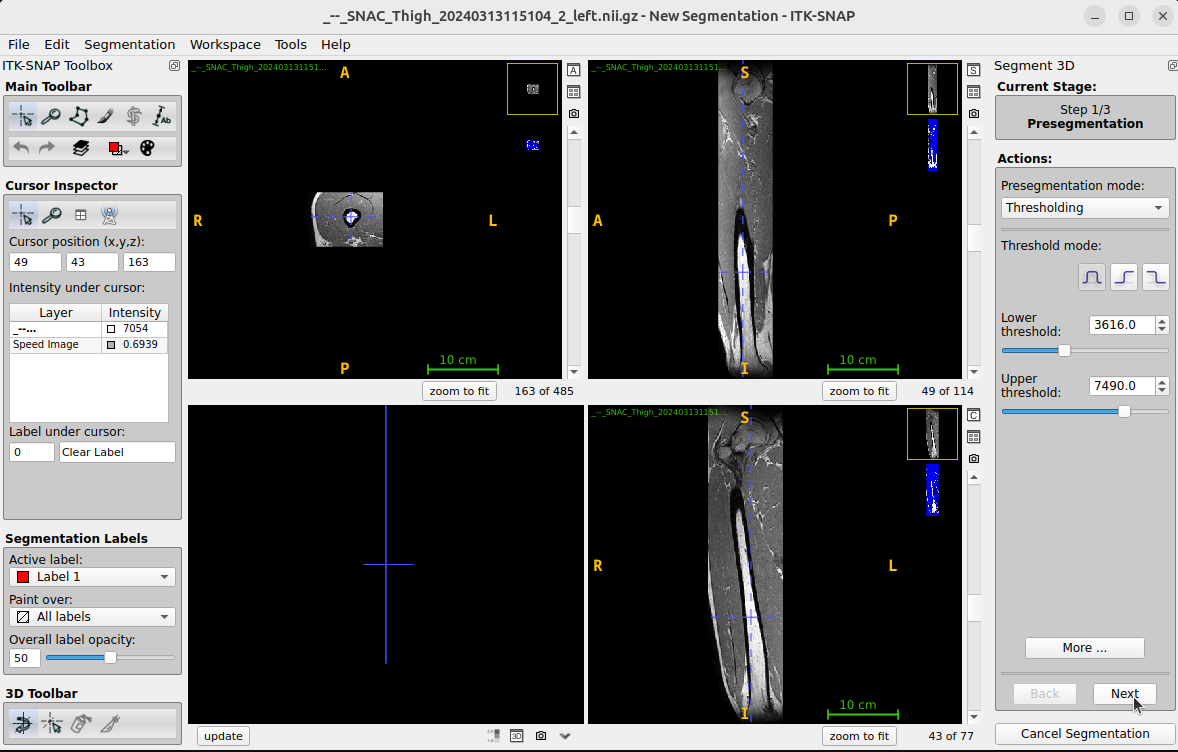 _--_SNAC_Thigh_20240313115104_2_left.nii.gz - New Segmentation - ITK-SNAP
File Edit Segmentation Workspace Tools Help
ITK-SNAP Toolbox
Main Toolbar
Ab
Cursor Inspector
Cursor position (x,y,z):
49 43 163
Intensity under cursor:
Layer Intensity
_--... 7054
Speed Image 0.6939
Label under cursor:
0 Clear Label
Segmentation Labels
Active label:
Label 1
Paint over:
All labels
Overall label opacity:
50
3D Toolbar
_--_SNAC_Thigh_202403131151...
A
R
L
P
10 cm
A
zoom to fit 163 of 485
_--_SNAC_Thigh_202403131151...
S
A
P
I
10 cm
S
zoom to fit 49 of 114
update
3D
_--_SNAC_Thigh_202403131151...
S
R
L
I
10 cm
C
zoom to fit 43 of 77
Segment 3D
Current Stage:
Step 1/3
Presegmentation
Actions:
Presegmentation mode:
Thresholding
Threshold mode:
Lower
threshold:
3616.0
Upper
threshold:
7490.0
More ...
Back Next
Cancel Segmentation